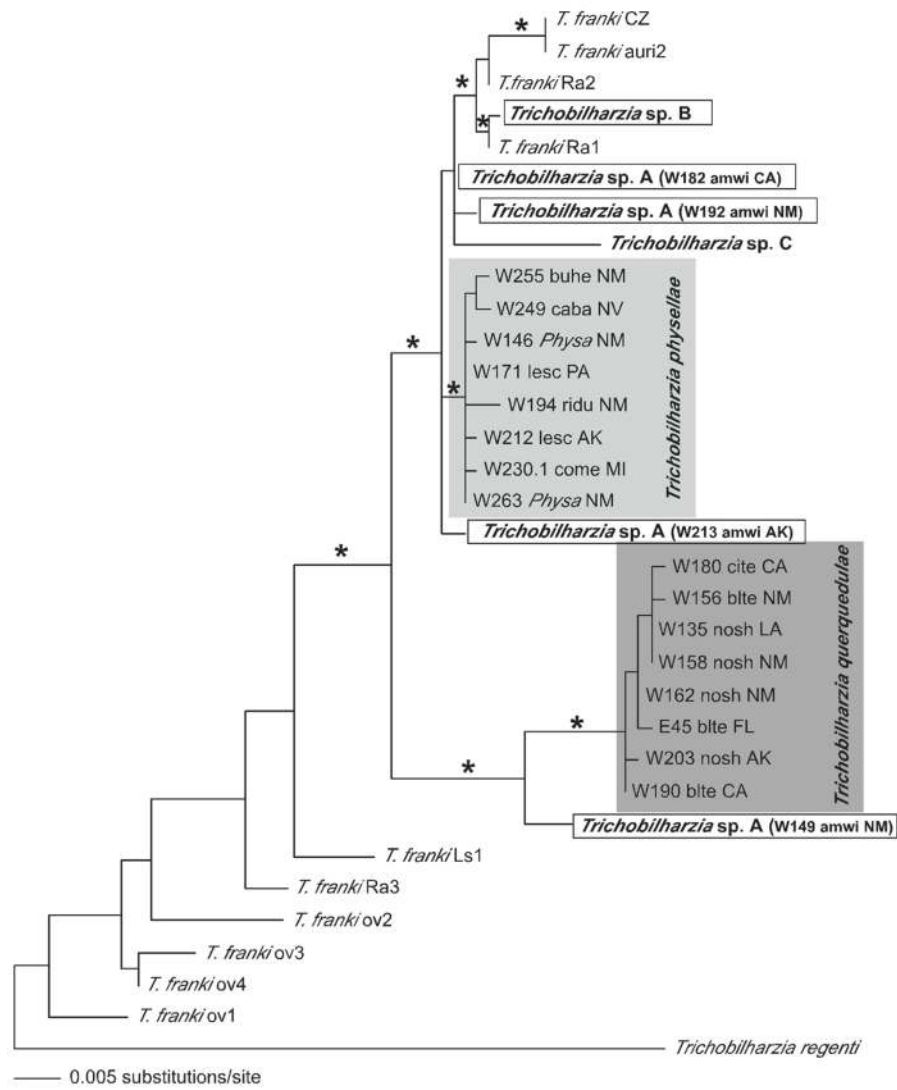 T. franki CZ
T. franki auri2
T.franki Ra2
Trichobilharzia sp. B
T. franki Ra1
Trichobilharzia sp. A (W182 amwi CA)
Trichobilharzia sp. A (W192 amwi NM)
Trichobilharzia sp. C
W255 buhe NM
W249 caba NV
W146 Physa NM
W171 lesc PA
W194 ridu NM
W212 lesc AK
W230.1 come MI
W263 Physa NM
Trichobilharzia physellae
Trichobilharzia sp. A (W213 amwi AK)
W180 cite CA
W156 blte NM
W135 nosh LA
W158 nosh NM
W162 nosh NM
E45 blte FL
W203 nosh AK
W190 blte CA
Trichobilharzia querquedulae
Trichobilharzia sp. A (W149 amwi NM)
T. franki Ls1
T. franki Ra3
T. franki ov2
T. franki ov3
T. franki ov4
T. franki ov1
Trichobilharzia regenti
0.005 substitutions/site